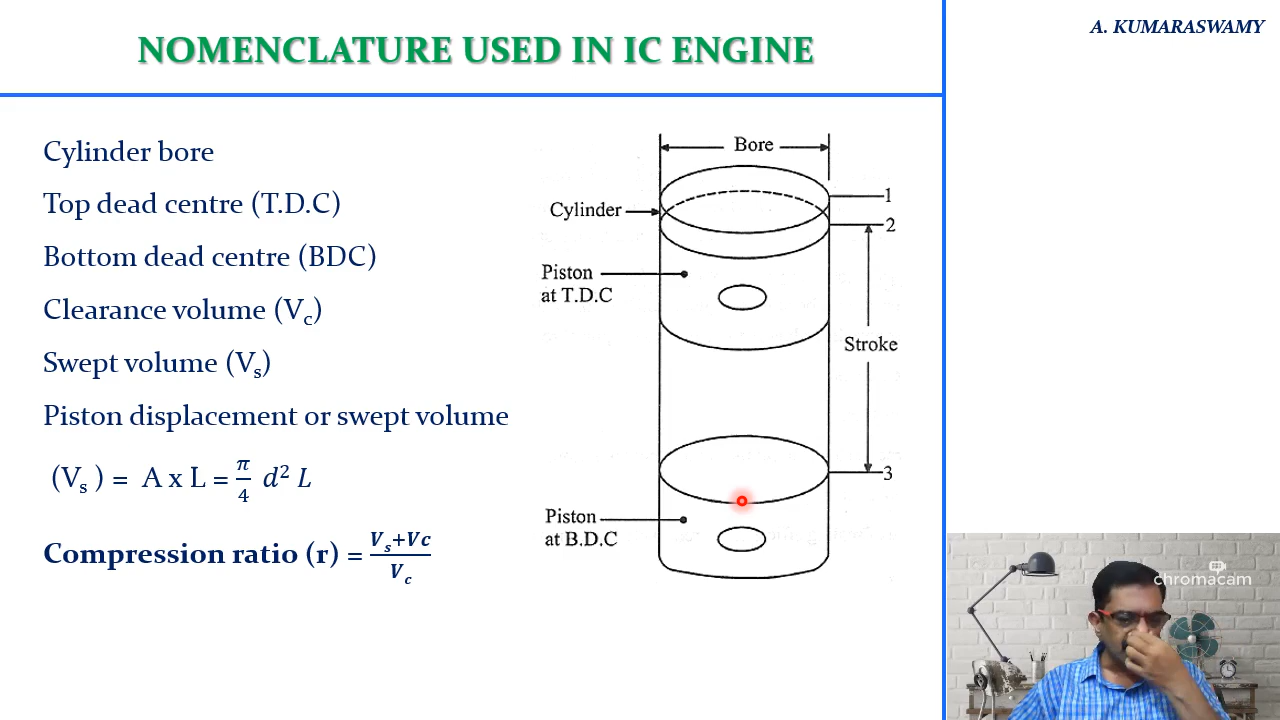 NOMENCLATURE USED IN IC ENGINE
A. KUMARASWAMY
Cylinder bore
Top dead centre (T.D.C)
Bottom dead centre (BDC)
Clearance volume (Vc)
Swept volume (Vs)
Piston displacement or swept volume
(Vs ) = A x L = π/4 d² L
Compression ratio (r) = Vs+Vc/Vc
Bore
1
Cylinder
2
Piston
at T.D.C
Stroke
3
Piston
at B.D.C
chromacam